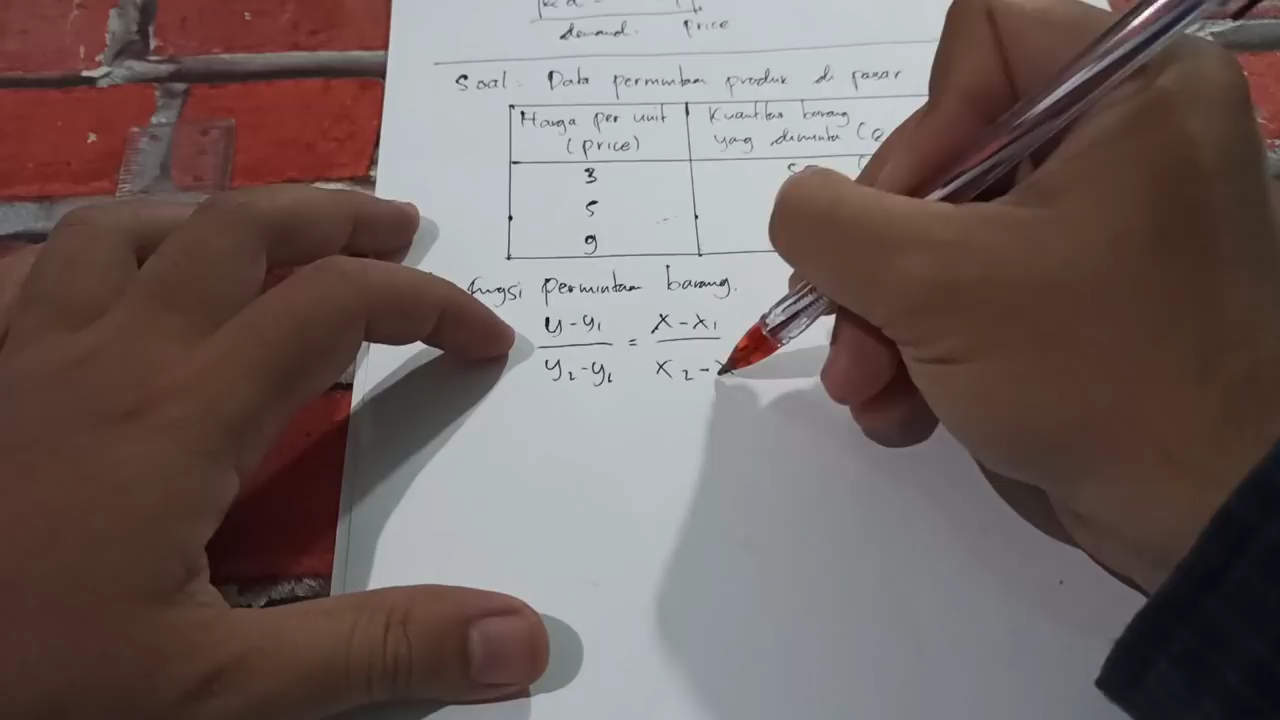 demand. Price
Soal. Data permintaan produk di pasar
Harga per unit
(price)
Kuantitas barang
yang diminta (Q
3
5
9
fungsi permintaan barang.
y-y₁ / y₂-y₁ = x-x₁ / x₂-x